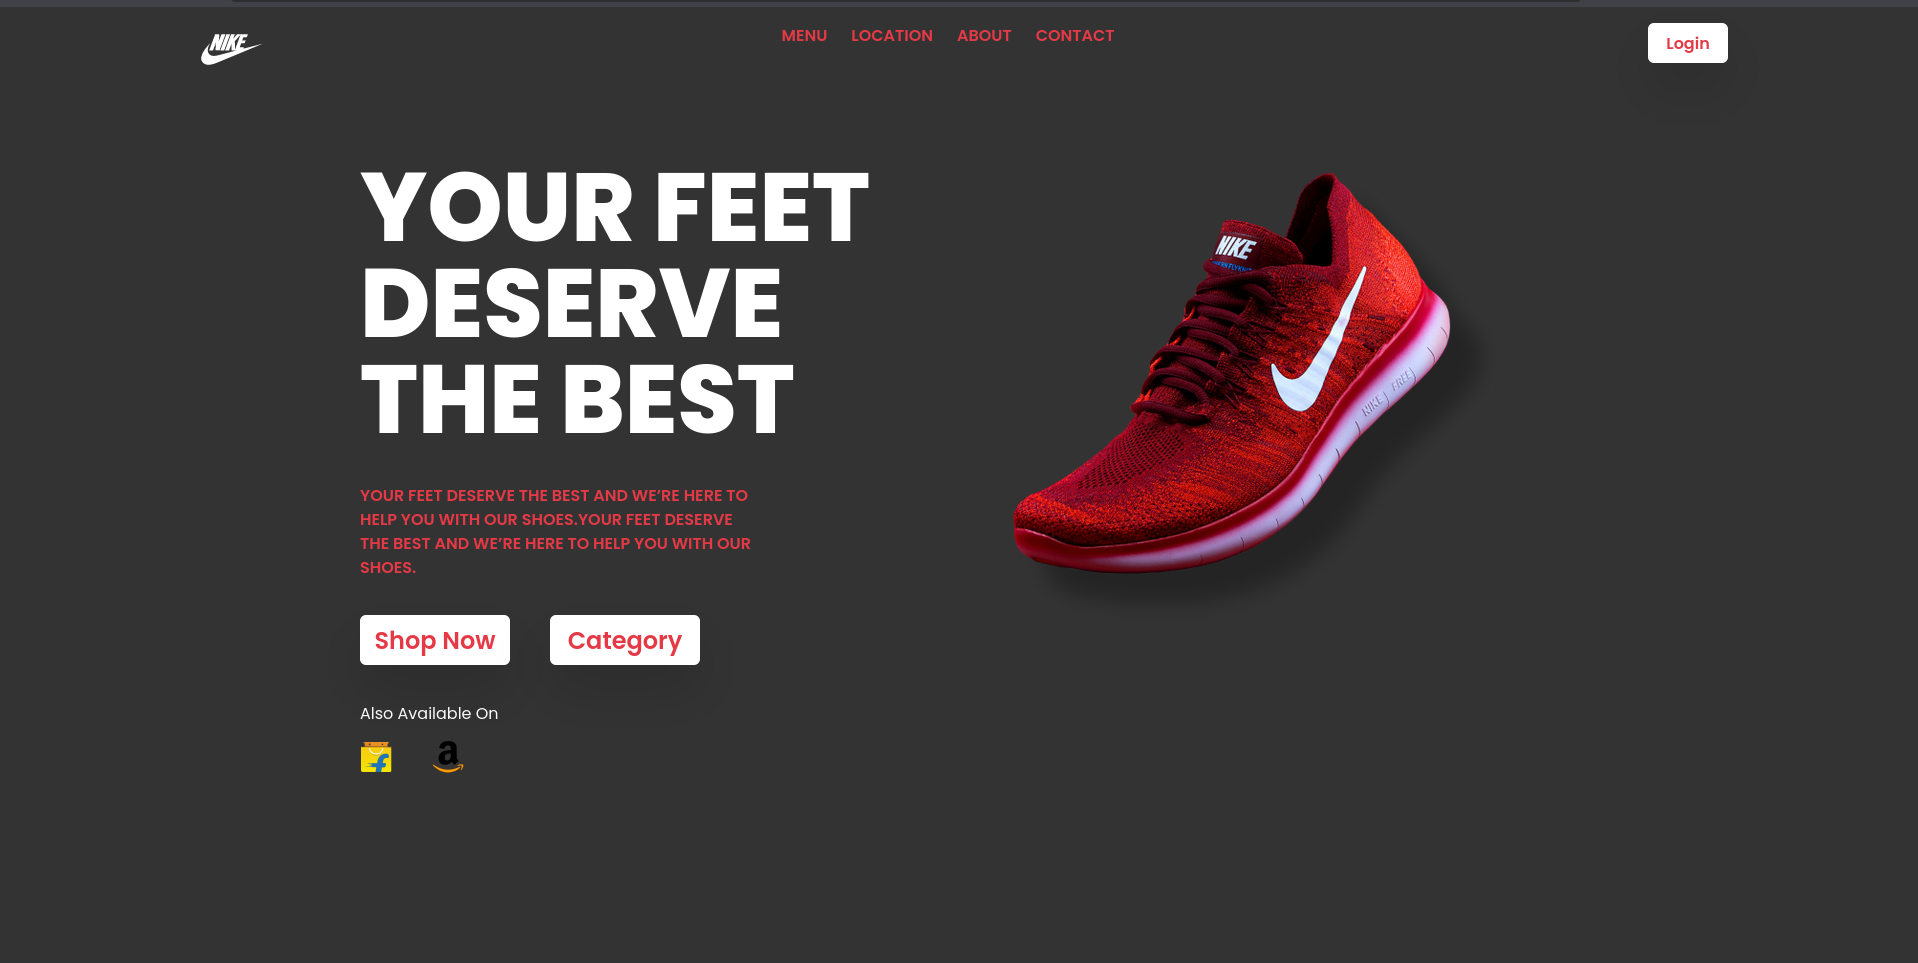 NIKE
MENU LOCATION ABOUT CONTACT
Login
YOUR FEET
DESERVE
THE BEST
YOUR FEET DESERVE THE BEST AND WE’RE HERE TO
HELP YOU WITH OUR SHOES.YOUR FEET DESERVE
THE BEST AND WE’RE HERE TO HELP YOU WITH OUR
SHOES.
Shop Now
Category
Also Available On
f
a
NIKE
NIKE FREE